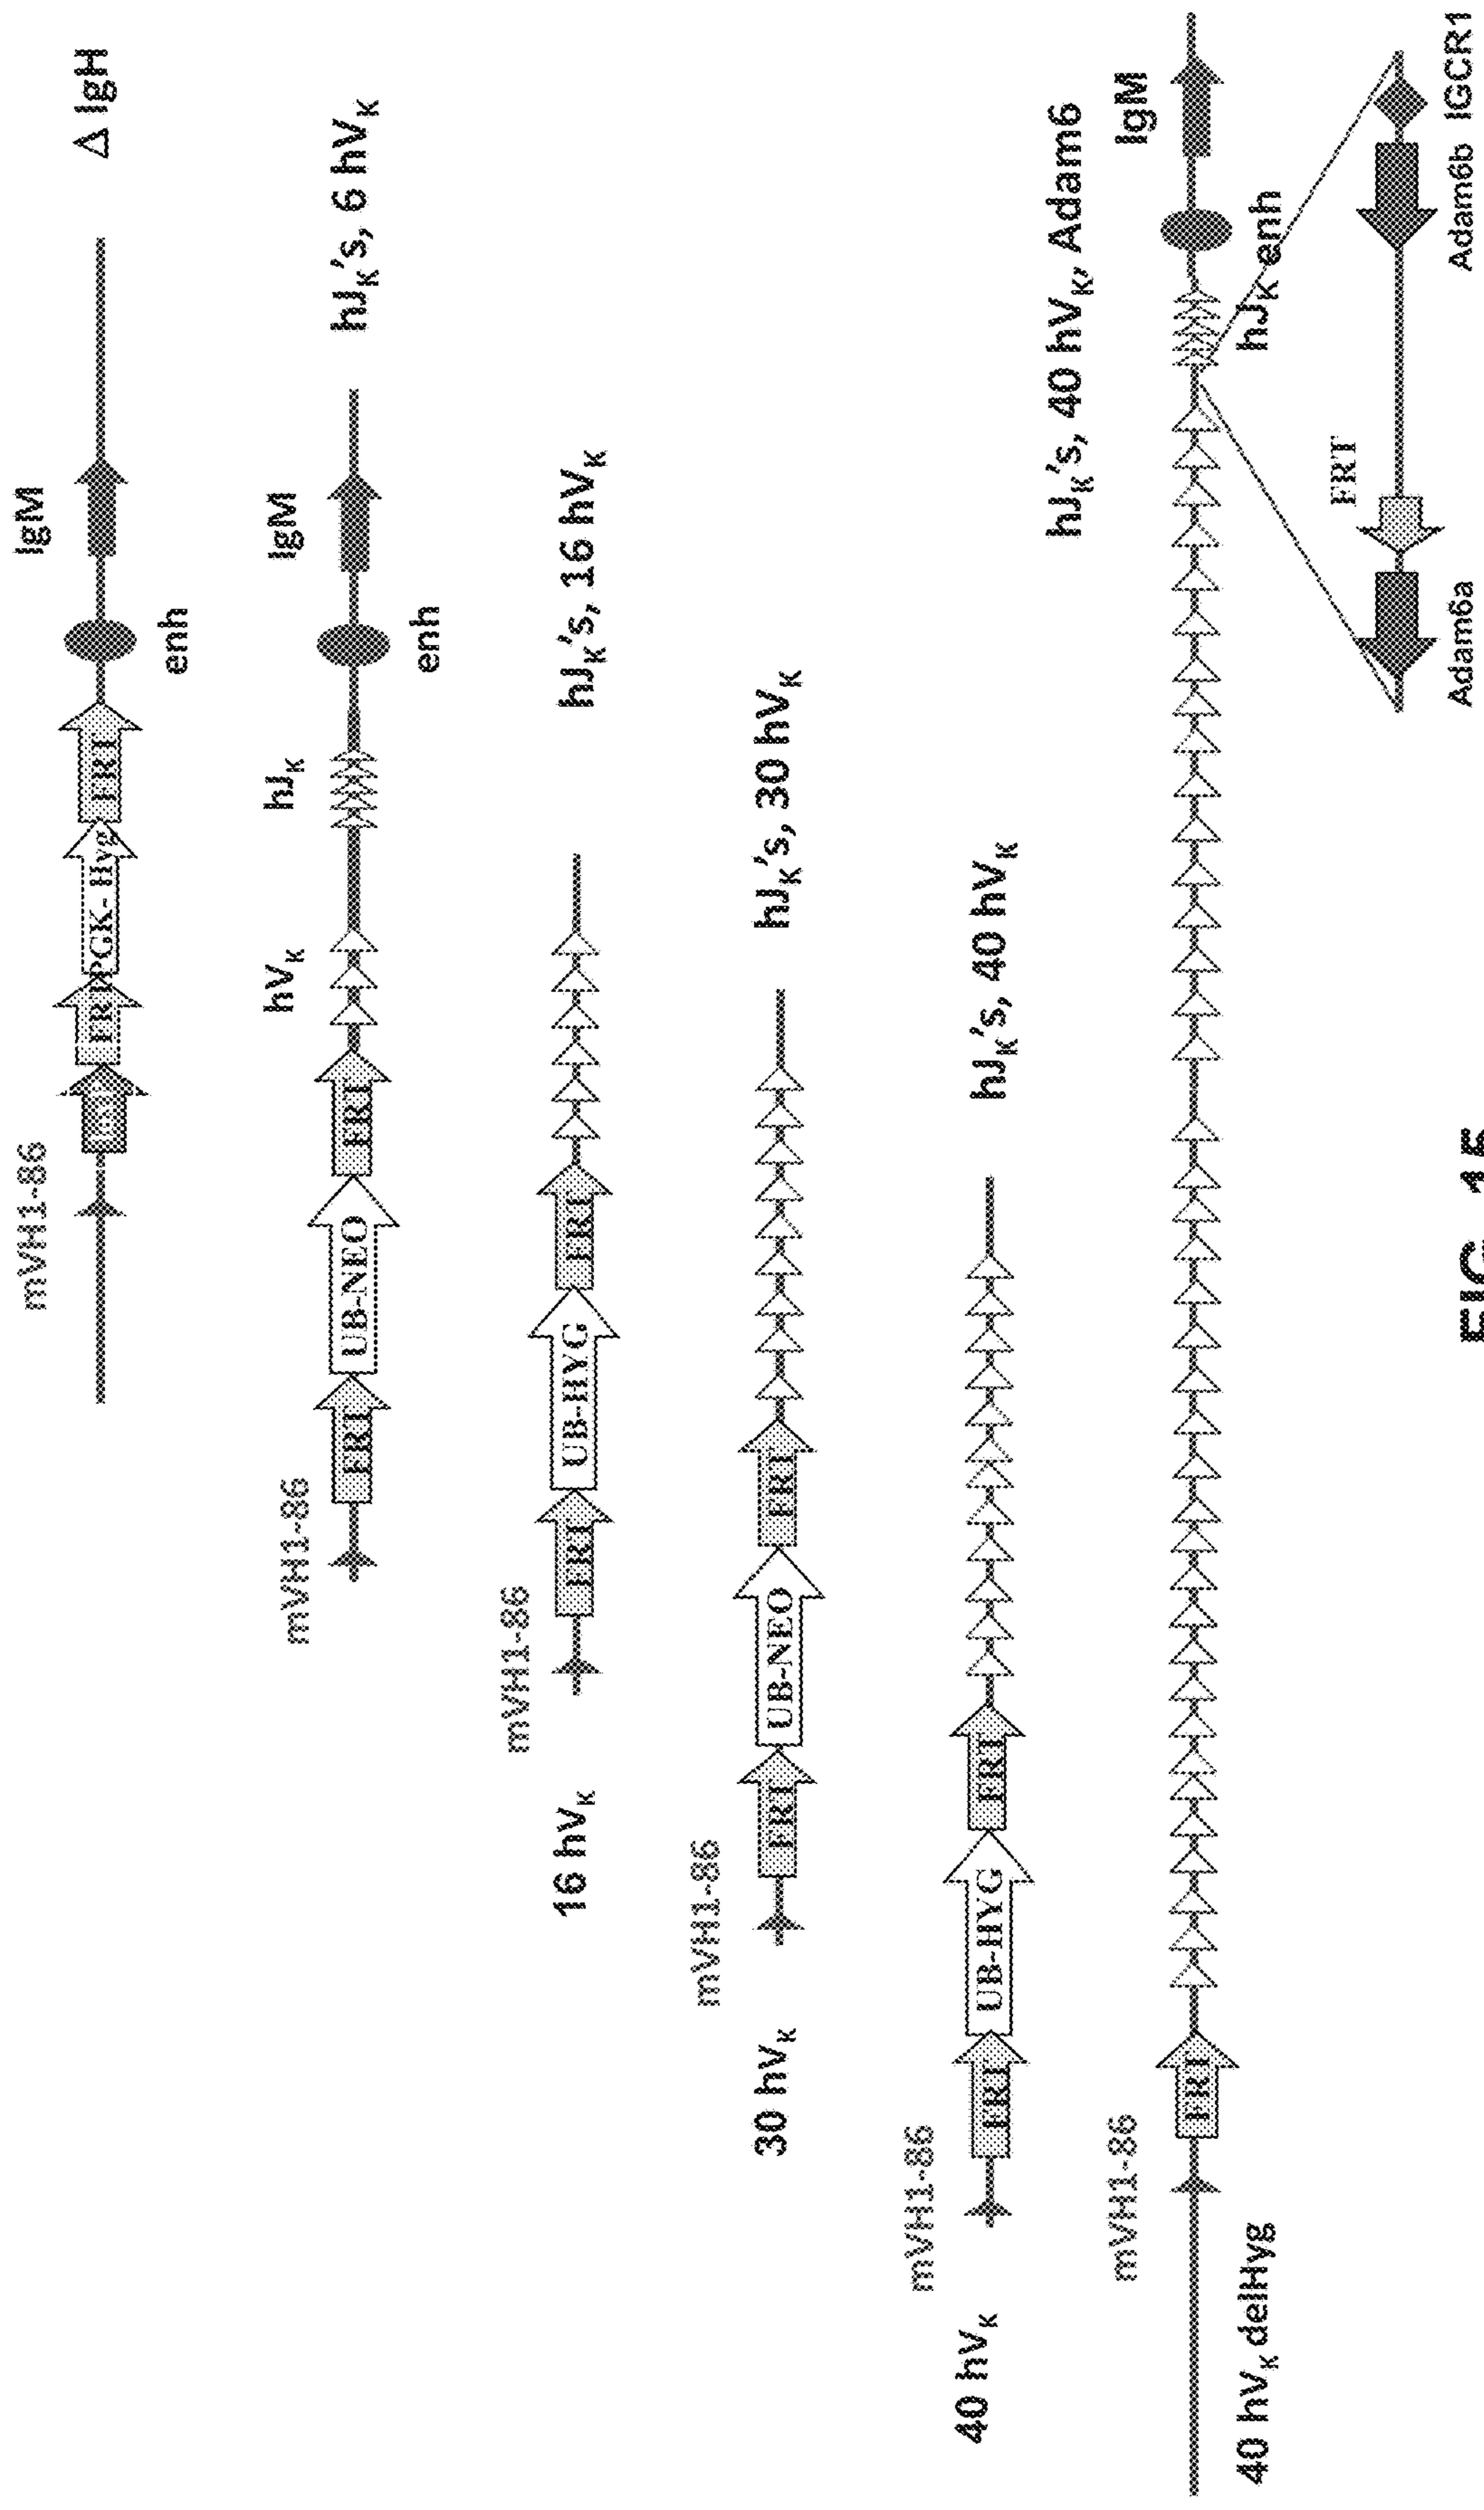 mVH1-86
IgM
Δ IgH
FRT
PGK- Hyg
FRT
enh
mVH1-86
hVκ
hJκ
IgM
hJκ's, 6 hVκ
FRT
UB-NEO
FRT
enh
mVH1-86
16 hVκ
hJκ's, 16 hVκ
FRT
UB-HYG
FRT
mVH1-86
30 hVκ
hJκ's, 30 hVκ
FRT
UB-NEO
FRT
mVH1-86
40 hVκ
hJκ's, 40 hVκ
FRT
UB-HYG
FRT
mVH1-86
hJκ's, 40 hVκ, Adam6
IgM
FRT
40 hVκ delHyg
hJκ enh
FRT
Adam6a
Adam6b
IGCR1
FIG. 15